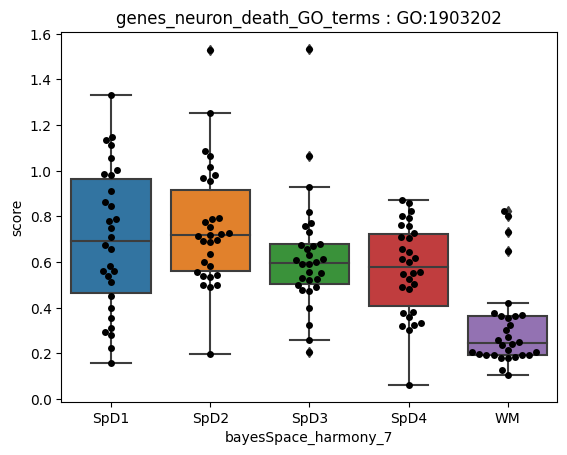 genes_neuron_death_GO_terms : GO:1903202
score
1.6
1.4
1.2
1.0
0.8
0.6
0.4
0.2
0.0
SpD1 SpD2 SpD3 SpD4 WM
bayesSpace_harmony_7